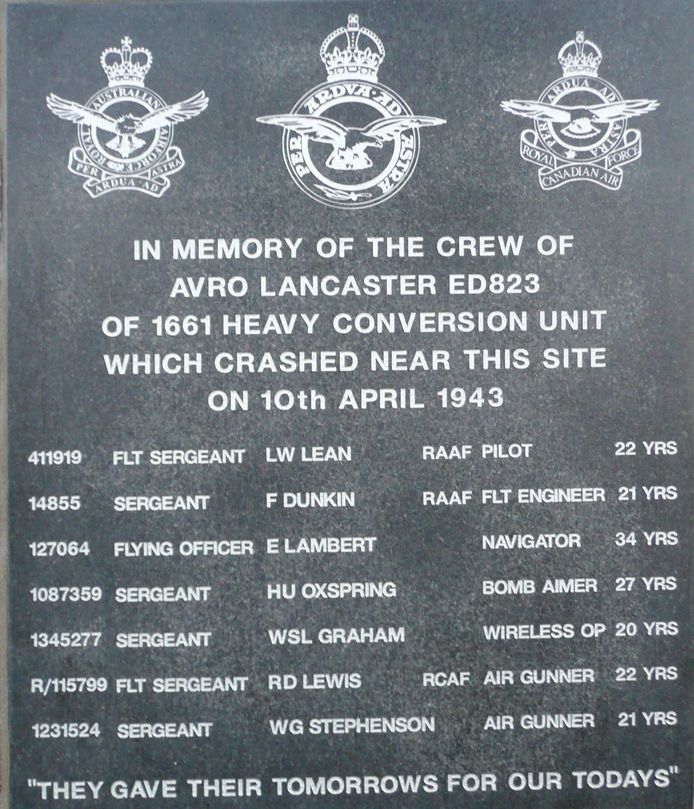 ROYAL AUSTRALIAN AIR FORCE
PER ARDUA AD ASTRA
PER ARDVA AD ASTRA
PER ARDUA AD ASTRA
ROYAL CANADIAN AIR FORCE
IN MEMORY OF THE CREW OF
AVRO LANCASTER ED823
OF 1661 HEAVY CONVERSION UNIT
WHICH CRASHED NEAR THIS SITE
ON 10th APRIL 1943
411919 FLT SERGEANT LW LEAN RAAF PILOT 22 YRS
14855 SERGEANT F DUNKIN RAAF FLT ENGINEER 21 YRS
127064 FLYING OFFICER E LAMBERT NAVIGATOR 34 YRS
1087359 SERGEANT HU OXSPRING BOMB AIMER 27 YRS
1345277 SERGEANT WSL GRAHAM WIRELESS OP 20 YRS
R/115799 FLT SERGEANT RD LEWIS RCAF AIR GUNNER 22 YRS
1231524 SERGEANT WG STEPHENSON AIR GUNNER 21 YRS
"THEY GAVE THEIR TOMORROWS FOR OUR TODAYS"